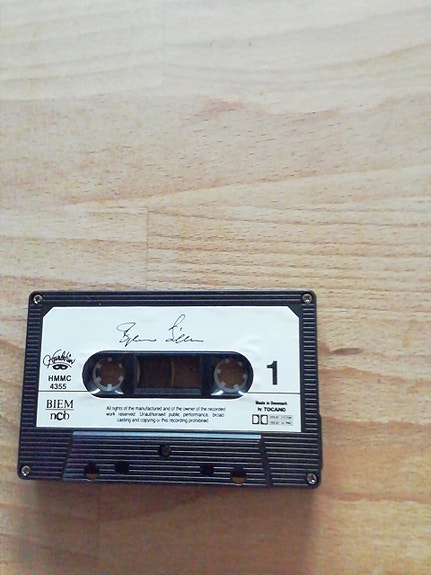 1
HMMC
4355
BIEM
ncb
All rights of the manufactured and of the owner of the recorded
work reserved. Unauthorised public performance, broad-
casting and copying of this recording prohibited.
Made in Denmark
by TOCANO